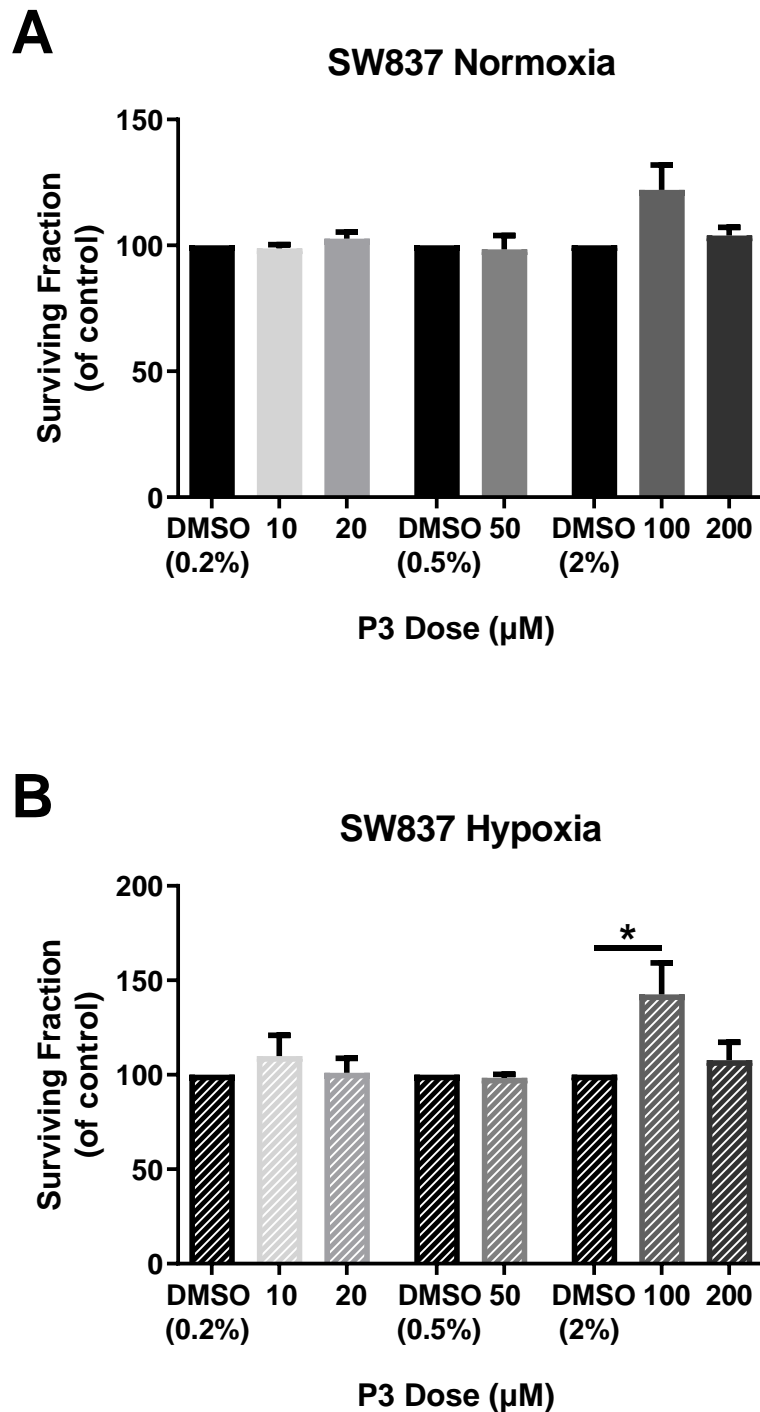 A
SW837 Normoxia
Surviving Fraction
(of control)
150
100
50
0
DMSO 10 20 DMSO 50 DMSO 100 200
(0.2%) (0.5%) (2%)
P3 Dose (µM)
B
SW837 Hypoxia
Surviving Fraction
(of control)
200
150
100
50
0
*
DMSO 10 20 DMSO 50 DMSO 100 200
(0.2%) (0.5%) (2%)
P3 Dose (µM)